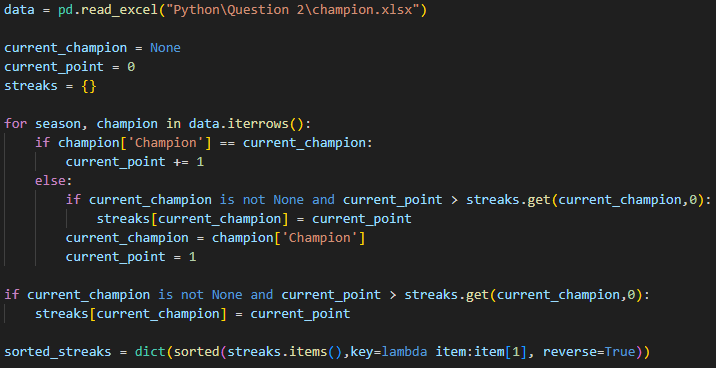 data = pd.read_excel("Python\Question 2\champion.xlsx")
current_champion = None
current_point = 0
streaks = {}
for season, champion in data.iterrows():
    if champion['Champion'] == current_champion:
        current_point += 1
    else:
        if current_champion is not None and current_point > streaks.get(current_champion,0):
            streaks[current_champion] = current_point
        current_champion = champion['Champion']
        current_point = 1
if current_champion is not None and current_point > streaks.get(current_champion,0):
    streaks[current_champion] = current_point
sorted_streaks = dict(sorted(streaks.items(),key=lambda item:item[1], reverse=True))